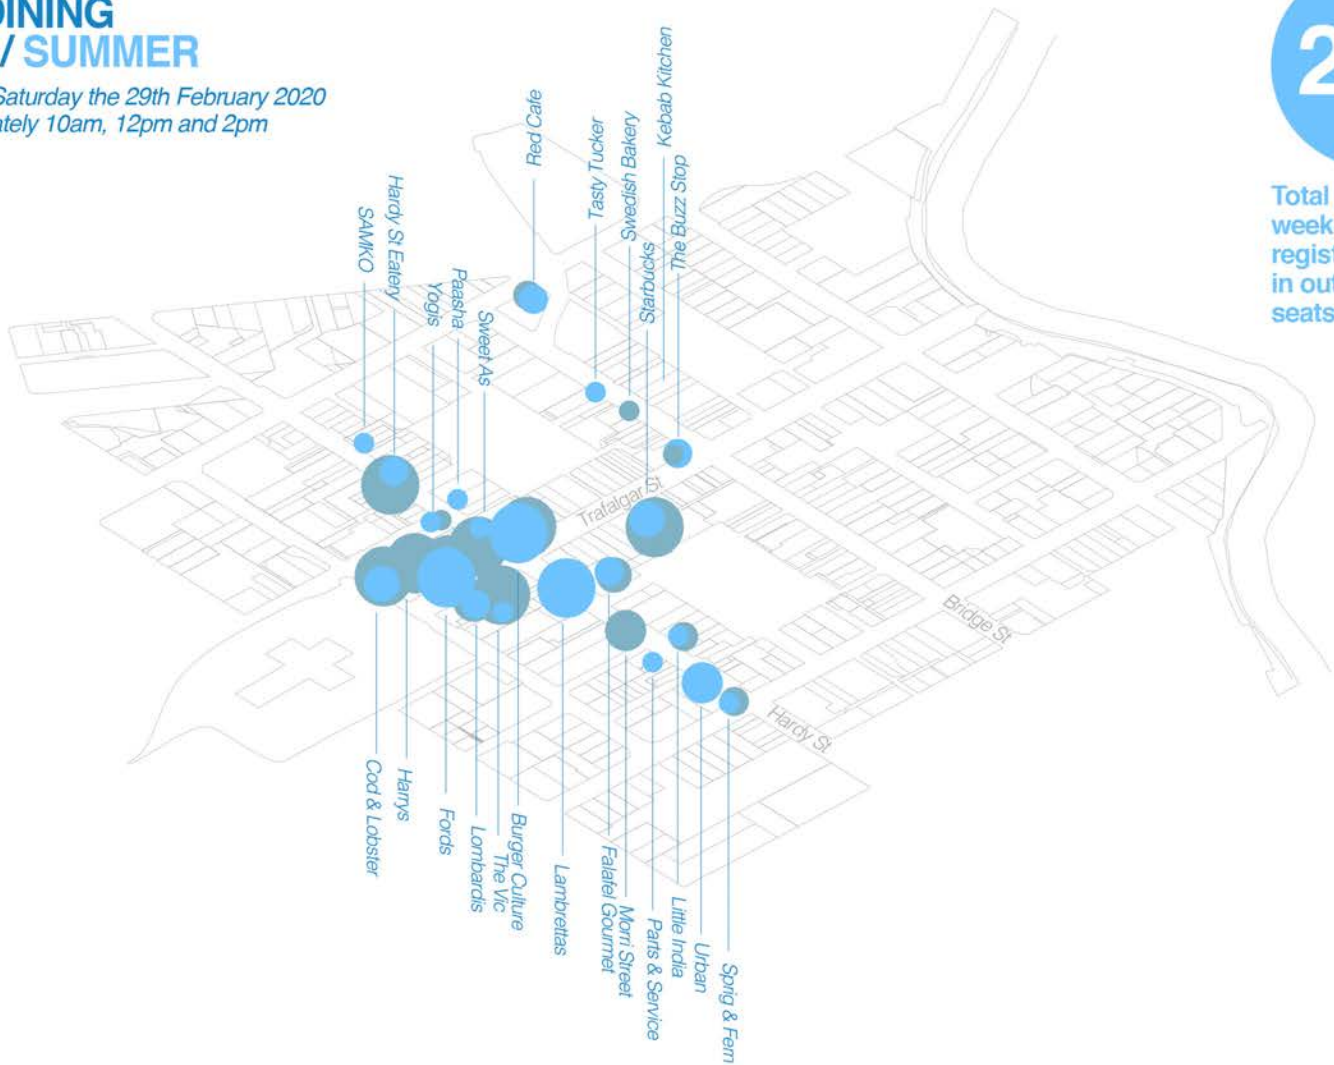 DINING
/ SUMMER
Saturday the 29th February 2020
ately 10am, 12pm and 2pm
2
Total
week
regist
in out
seats
Red Cafe
Tasty Tucker
Swedish Bakery
Kebab Kitchen
The Buzz Stop
Starbucks
SAMKO
Hardy St Eatery
Yogis
Paasha
Sweet As
Trafalgar St
Bridge St
Hardy St
Cod & Lobster
Harrys
Fords
Lombardis
The Vic
Burger Culture
Lambrettas
Falafel Gourmet
Morri Street
Parts & Service
Little India
Urban
Sprig & Fern